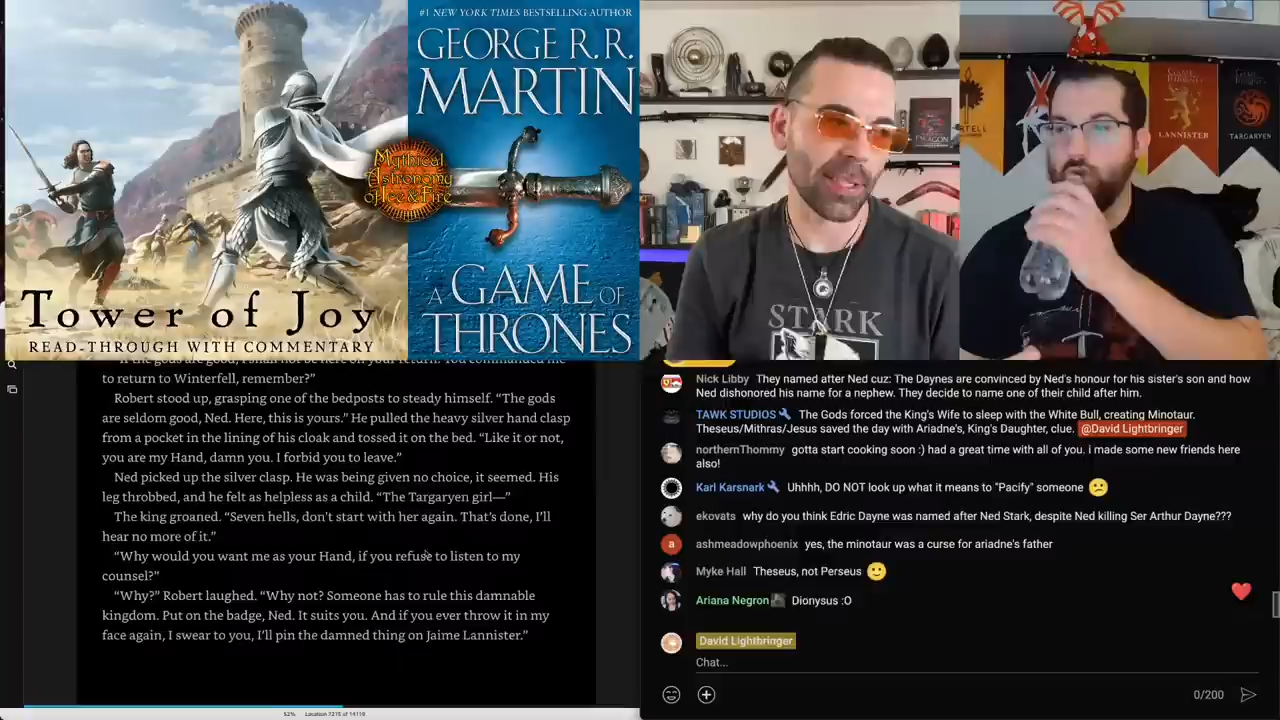 #1 NEW YORK TIMES BESTSELLING AUTHOR
GEORGE R.R.
MARTIN
Mythical
Astronomy
of Ice & Fire
A GAME OF
THRONES
Tower of Joy
READ-THROUGH WITH COMMENTARY
STARK
LANNISTER
GAME OF THRONES
TARGARYEN
to return to Winterfell, remember?”
Robert stood up, grasping one of the bedposts to steady himself. “The gods
are seldom good, Ned. Here, this is yours.” He pulled the heavy silver hand clasp
from a pocket in the lining of his cloak and tossed it on the bed. “Like it or not,
you are my Hand, damn you. I forbid you to leave.”
Ned picked up the silver clasp. He was being given no choice, it seemed. His
leg throbbed, and he felt as helpless as a child. “The Targaryen girl—”
The king groaned. “Seven hells, don't start with her again. That’s done, I’ll
hear no more of it.”
“Why would you want me as your Hand, if you refuse to listen to my
counsel?”
“Why?” Robert laughed. “Why not? Someone has to rule this damnable
kingdom. Put on the badge, Ned. It suits you. And if you ever throw it in my
face again, I swear to you, I’ll pin the damned thing on Jaime Lannister.”
52% Location 7215 of 14118
Nick Libby They named after Ned cuz: The Daynes are convinced by Ned's honour for his sister's son and how
Ned dishonored his name for a nephew. They decide to name one of their child after him.
TAWK STUDIOS The Gods forced the King's Wife to sleep with the White Bull, creating Minotaur.
Theseus/Mithras/Jesus saved the day with Ariadne's, King's Daughter, clue. @David Lightbringer
northernThommy gotta start cooking soon :) had a great time with all of you. i made some new friends here
also!
Karl Karsnark Uhhhh, DO NOT look up what it means to "Pacify" someone
ekovats why do you think Edric Dayne was named after Ned Stark, despite Ned killing Ser Arthur Dayne???
a ashmeadowphoenix yes, the minotaur was a curse for ariadne's father
Myke Hall Theseus, not Perseus
Ariana Negron Dionysus :O
David Lightbringer
Chat...
0/200